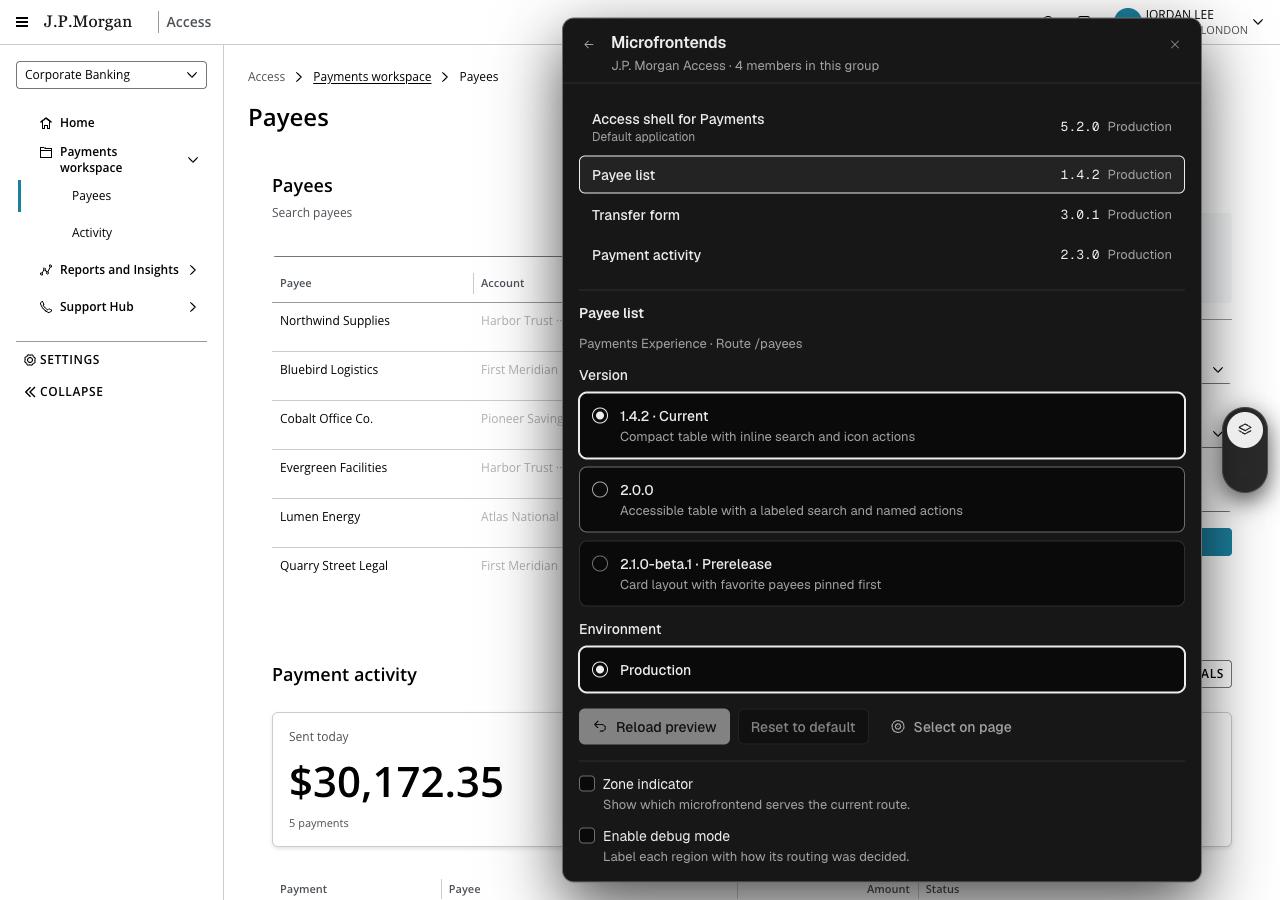 J.P.Morgan
Access
JORDAN LEE
LONDON
Corporate Banking
Home
Payments workspace
Payees
Activity
Reports and Insights
Support Hub
SETTINGS
COLLAPSE
Access
Payments workspace
Payees
Payees
Payees
Search payees
Payee
Account
Northwind Supplies
Harbor Trust
Bluebird Logistics
First Meridian
Cobalt Office Co.
Pioneer Saving
Evergreen Facilities
Harbor Trust
Lumen Energy
Atlas National
Quarry Street Legal
First Meridian
Payment activity
ALS
Sent today
$30,172.35
5 payments
Payment
Payee
Amount
Status
Microfrontends
J.P. Morgan Access · 4 members in this group
Access shell for Payments
Default application
5.2.0 Production
Payee list
1.4.2 Production
Transfer form
3.0.1 Production
Payment activity
2.3.0 Production
Payee list
Payments Experience · Route /payees
Version
1.4.2 · Current
Compact table with inline search and icon actions
2.0.0
Accessible table with a labeled search and named actions
2.1.0-beta.1 · Prerelease
Card layout with favorite payees pinned first
Environment
Production
Reload preview
Reset to default
Select on page
Zone indicator
Show which microfrontend serves the current route.
Enable debug mode
Label each region with how its routing was decided.